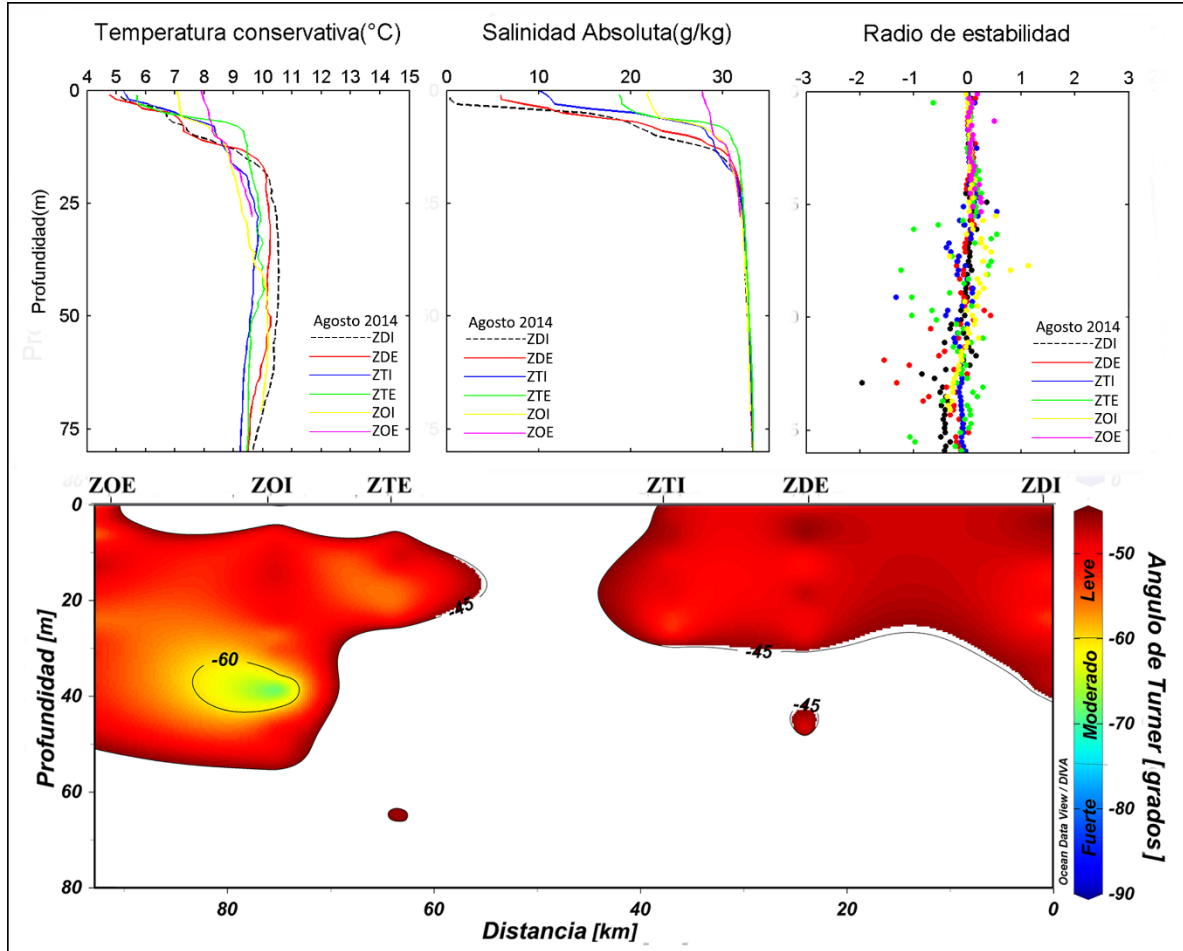 Temperatura conservativa(°C)
Salinidad Absoluta(g/kg)
Radio de estabilidad
4 5 6 7 8 9 10 11 12 13 14 15
0 10 20 30
-3 -2 -1 0 1 2 3
Profundidad(m)
0
25
50
75
Agosto 2014
ZDI
ZDE
ZTI
ZTE
ZOI
ZOE
Agosto 2014
ZDI
ZDE
ZTI
ZTE
ZOI
ZOE
Agosto 2014
ZDI
ZDE
ZTI
ZTE
ZOI
ZOE
ZOE ZOI ZTE ZTI ZDE ZDI
Profundidad [m]
0
20
40
60
80
-45
-60
-45
-45
80 60 40 20 0
Distancia [km]
Ocean Data View / DIVA
Leve
Moderado
Fuerte
-50
-60
-70
-80
-90
Angulo de Turner [grados]